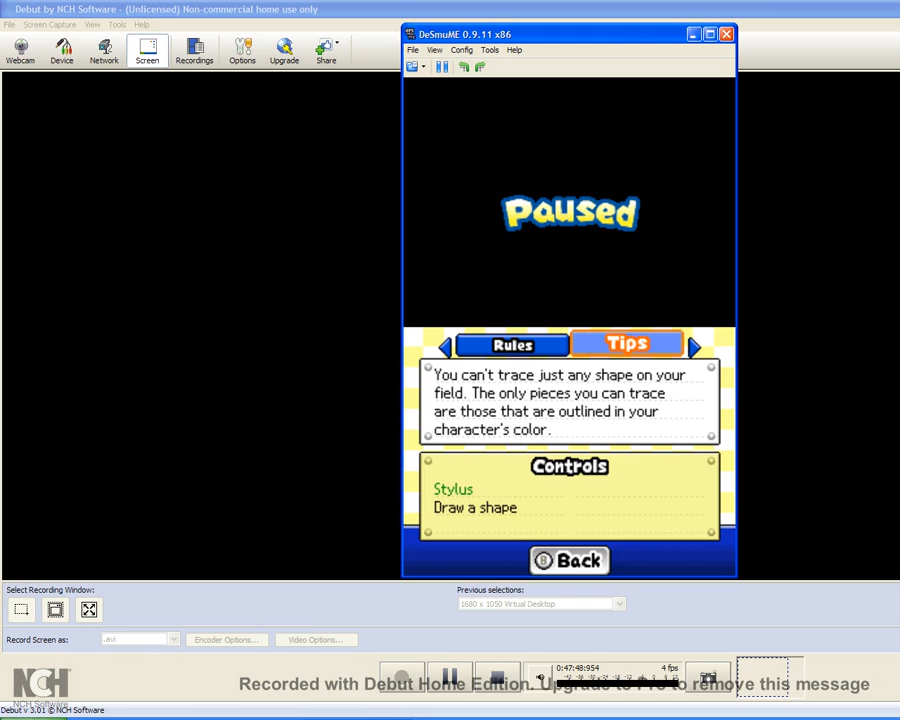 Debut by NCH Software - (Unlicensed) Non-commercial home use only
File Screen Capture View Tools Help
Webcam Device Network Screen Recordings Options Upgrade Share
DeSmuME 0.9.11 x86
File View Config Tools Help
Paused
Rules Tips
You can't trace just any shape on your
field. The only pieces you can trace
are those that are outlined in your
character's color.
Controls
Stylus
Draw a shape
B Back
Select Recording Window:
Previous selections:
1680 x 1050 Virtual Desktop
Record Screen as: .avi Encoder Options... Video Options...
0:47:48:954 4 fps
NCH
NCH Software
Recorded with Debut Home Edition. Upgrade to Pro to remove this message
Debut v 3.01 © NCH Software